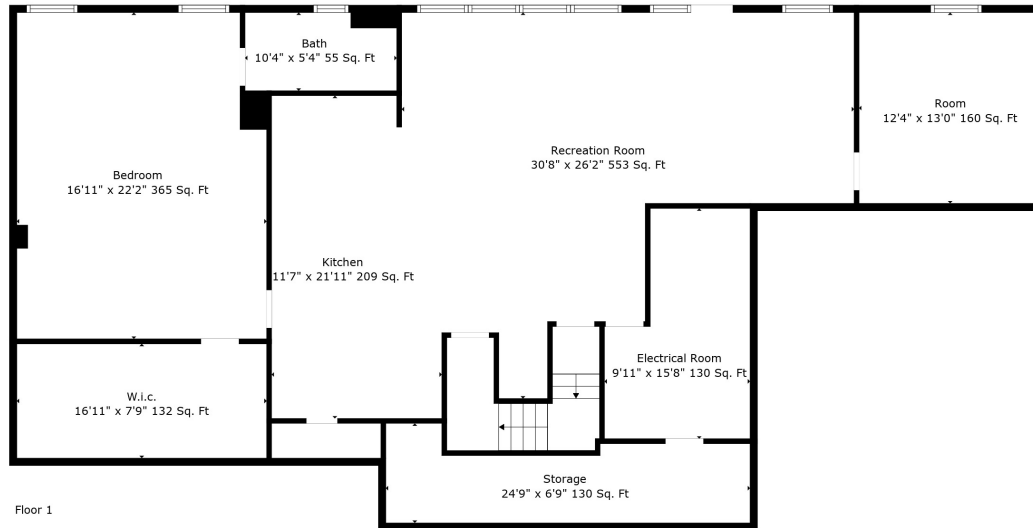 Bath
10'4" x 5'4" 55 Sq. Ft
Room
12'4" x 13'0" 160 Sq. Ft
Recreation Room
30'8" x 26'2" 553 Sq. Ft
Bedroom
16'11" x 22'2" 365 Sq. Ft
Kitchen
11'7" x 21'11" 209 Sq. Ft
Electrical Room
9'11" x 15'8" 130 Sq. Ft
W.i.c.
16'11" x 7'9" 132 Sq. Ft
Storage
24'9" x 6'9" 130 Sq. Ft
Floor 1